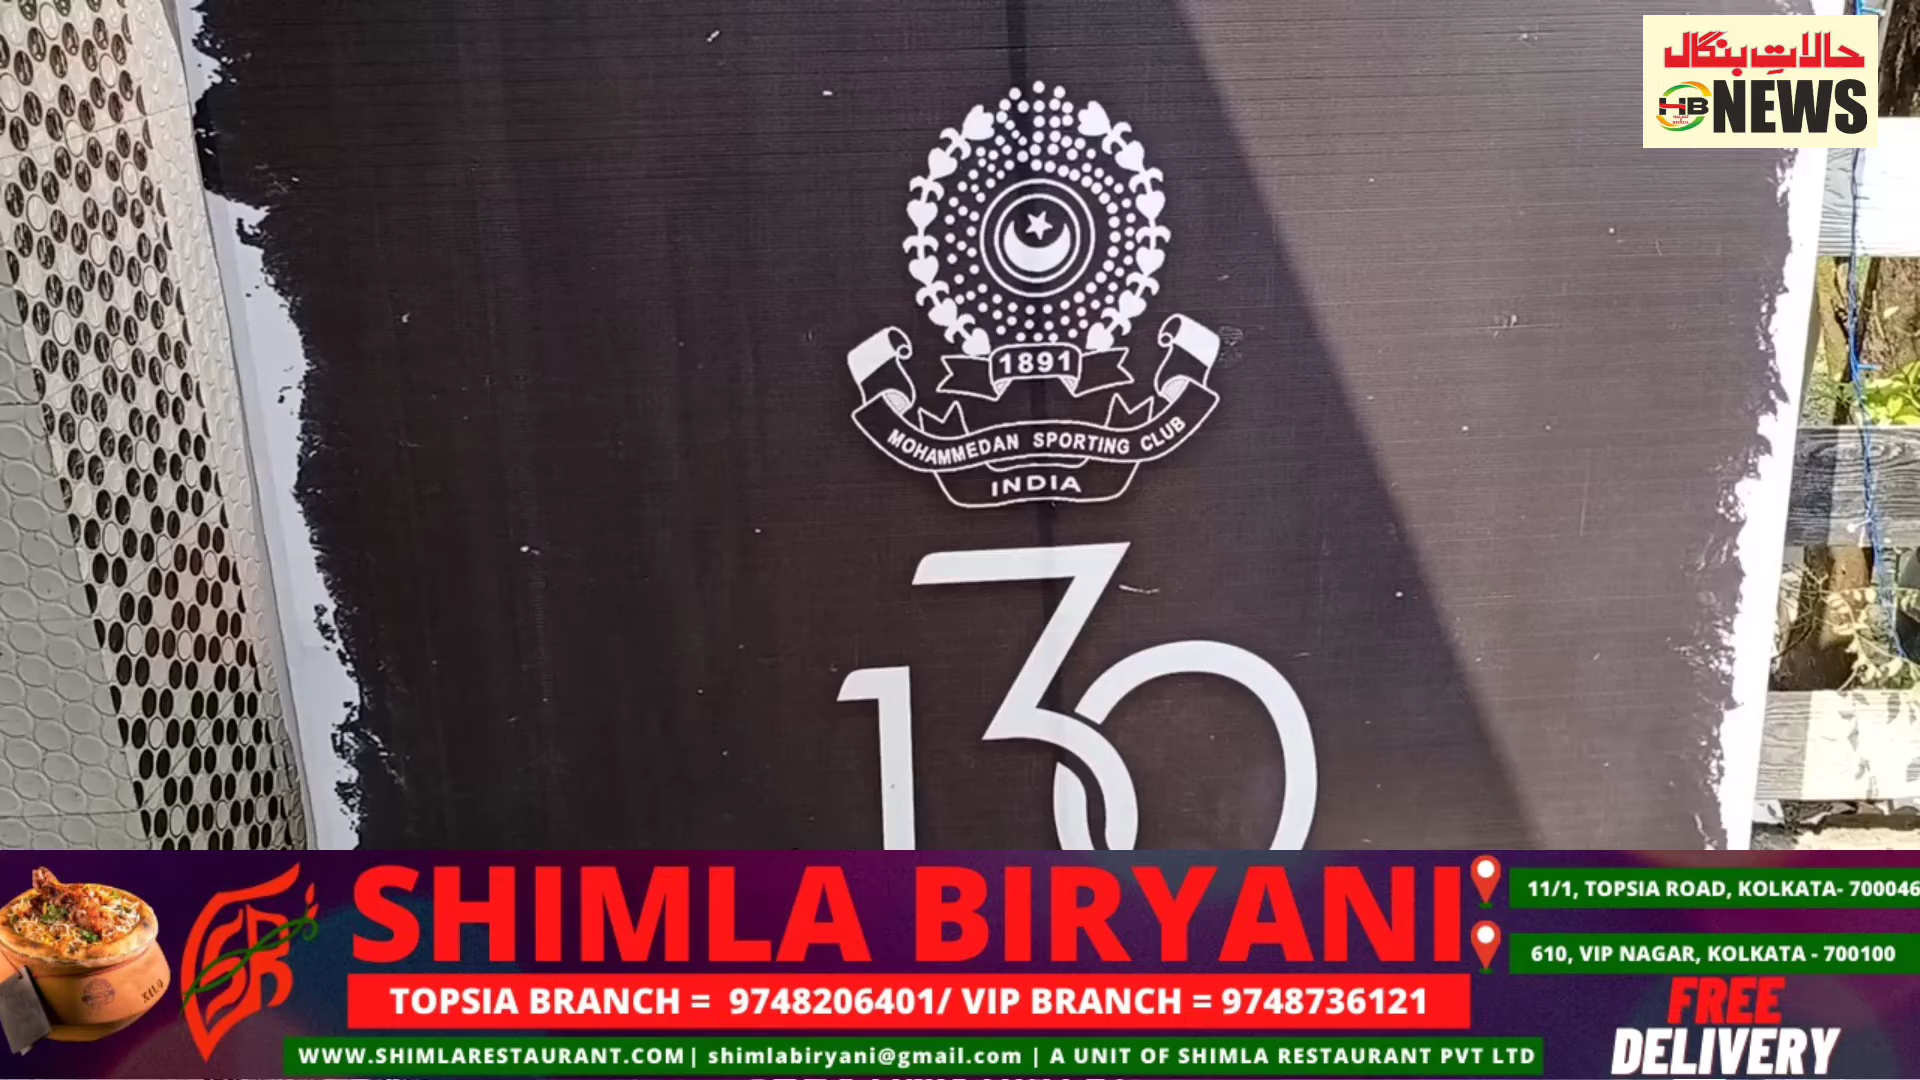 حالاتِ بنگال
HB NEWS
1891
MOHAMMEDAN SPORTING CLUB
INDIA
130
SHIMLA BIRYANI
11/1, TOPSIA ROAD, KOLKATA- 700046
610, VIP NAGAR, KOLKATA - 700100
TOPSIA BRANCH = 9748206401/ VIP BRANCH = 9748736121
FREE
DELIVERY
WWW.SHIMLARESTAURANT.COM| shimlabiryani@gmail.com | A UNIT OF SHIMLA RESTAURANT PVT LTD